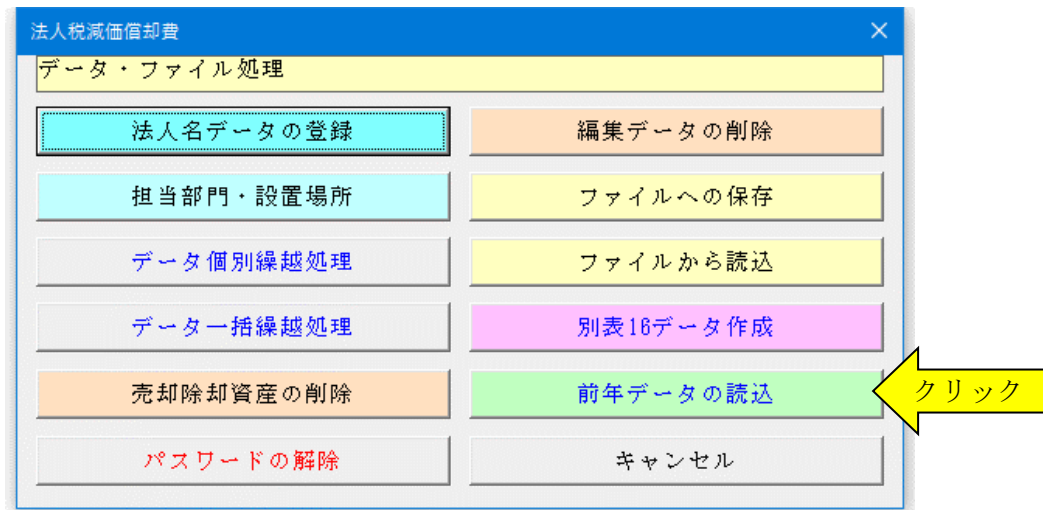 法人税減価償却費
データ・ファイル処理
法人名データの登録
編集データの削除
担当部門・設置場所
ファイルへの保存
データ個別繰越処理
ファイルから読込
データ一括繰越処理
別表16データ作成
売却除却資産の削除
前年データの読込
クリック
パスワードの解除
キャンセル